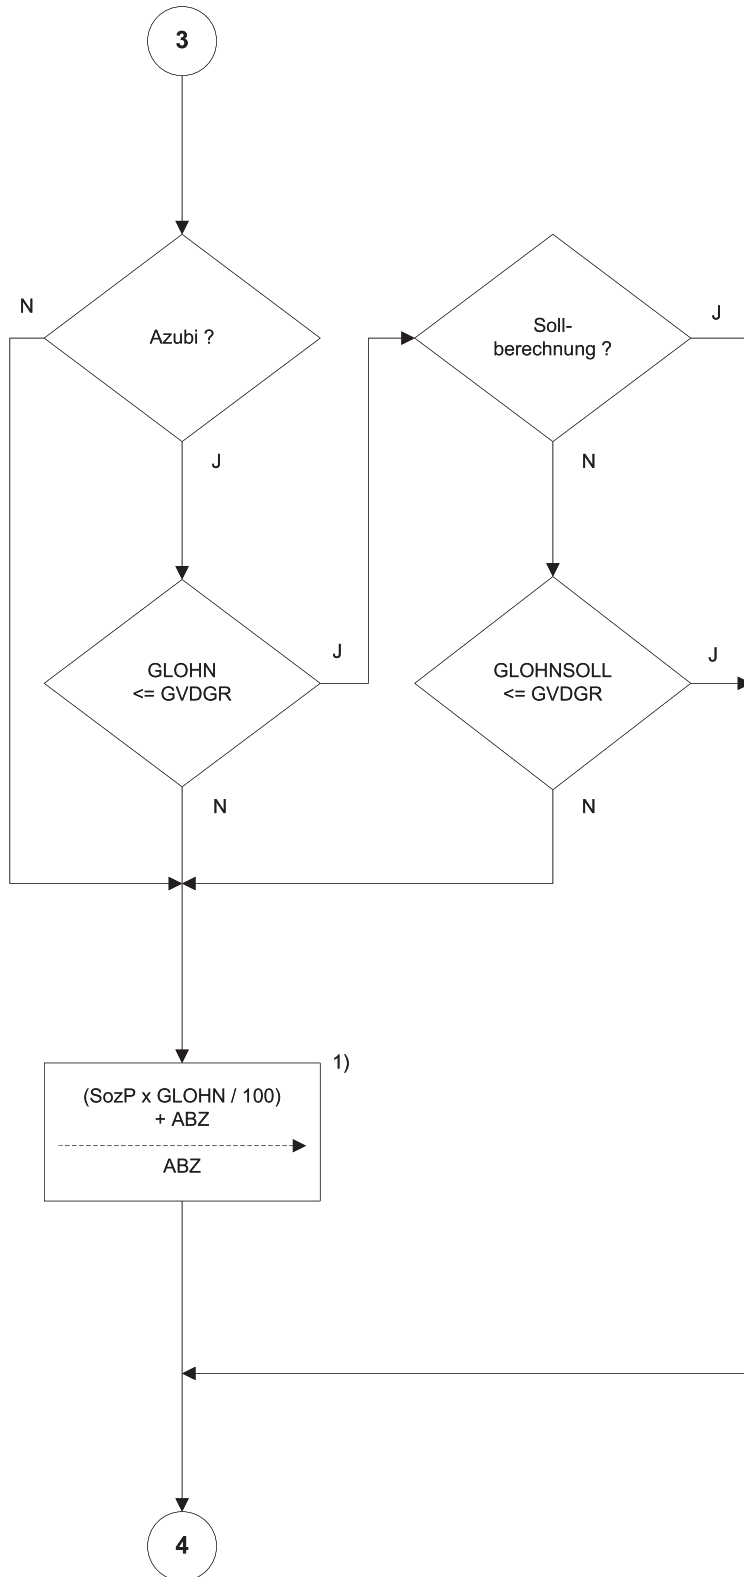 3
N
Azubi ?
J
Soll-
berechnung ?
J
N
GLOHN
<= GVDGR
J
N
GLOHNSOLL
<= GVDGR
J
N
1)
(SozP x GLOHN / 100)
+ ABZ
ABZ
4